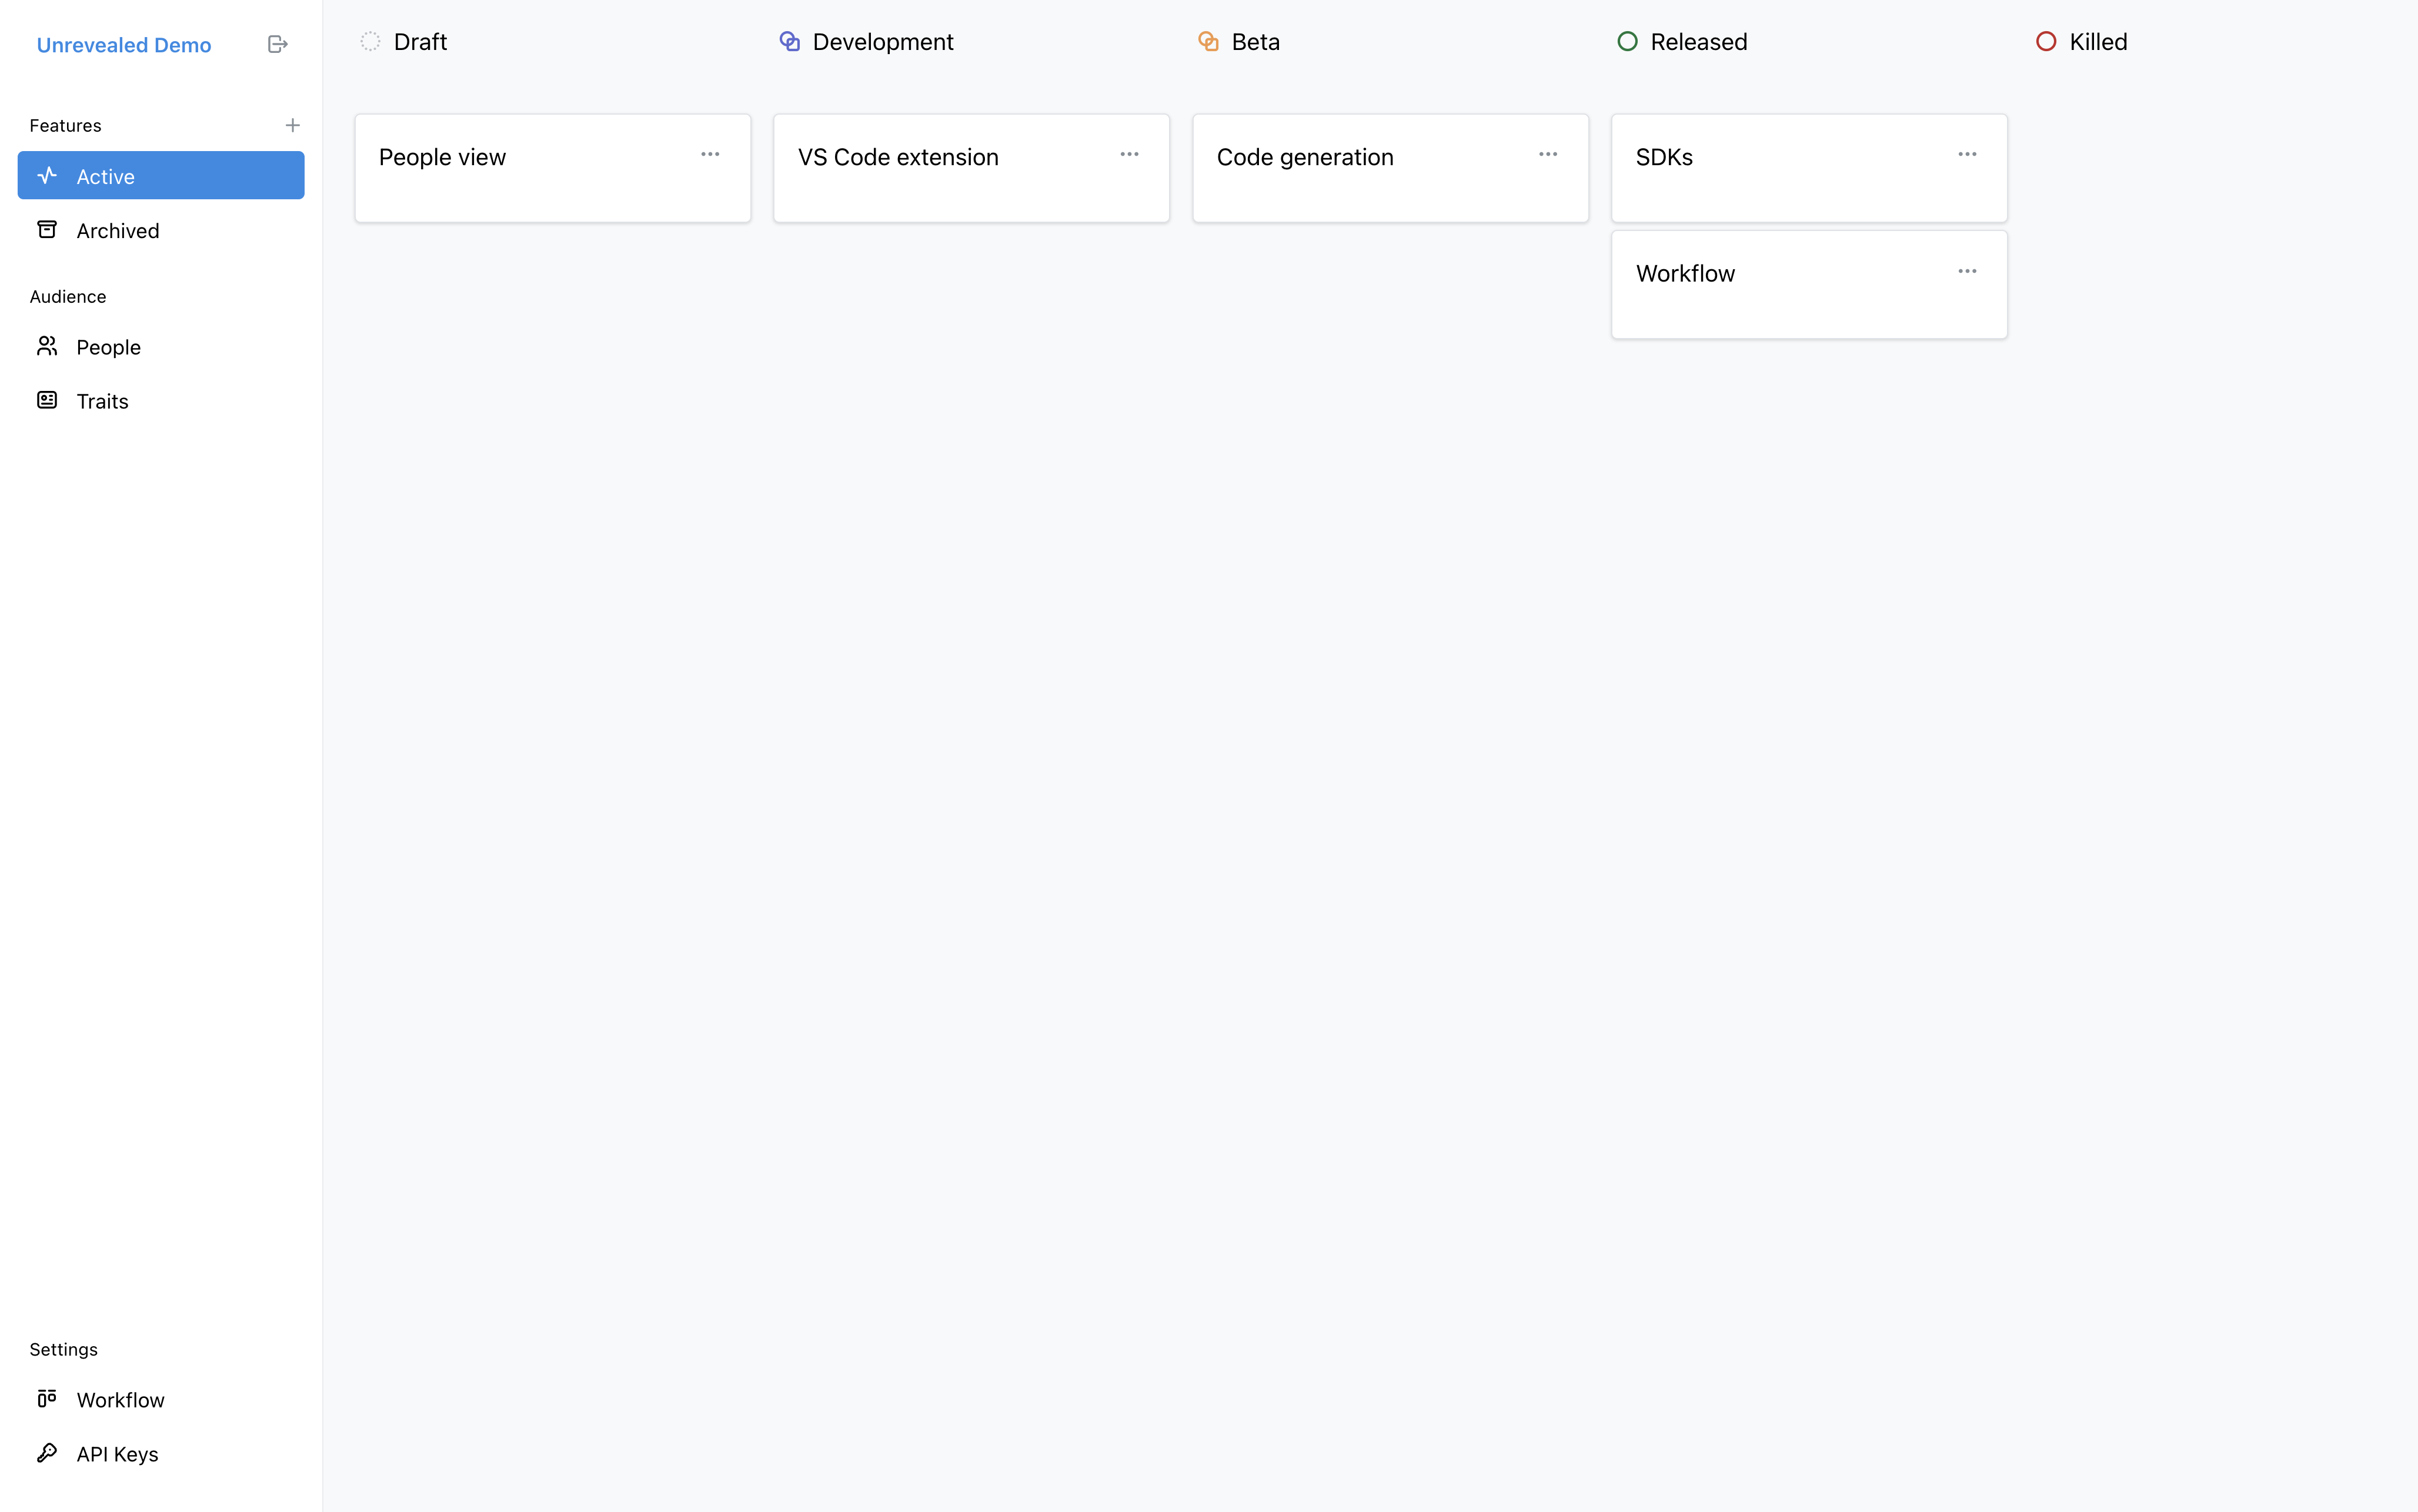 Unrevealed Demo
Features
Active
Archived
Audience
People
Traits
Settings
Workflow
API Keys
Draft
People view
Development
VS Code extension
Beta
Code generation
Released
SDKs
Workflow
Killed